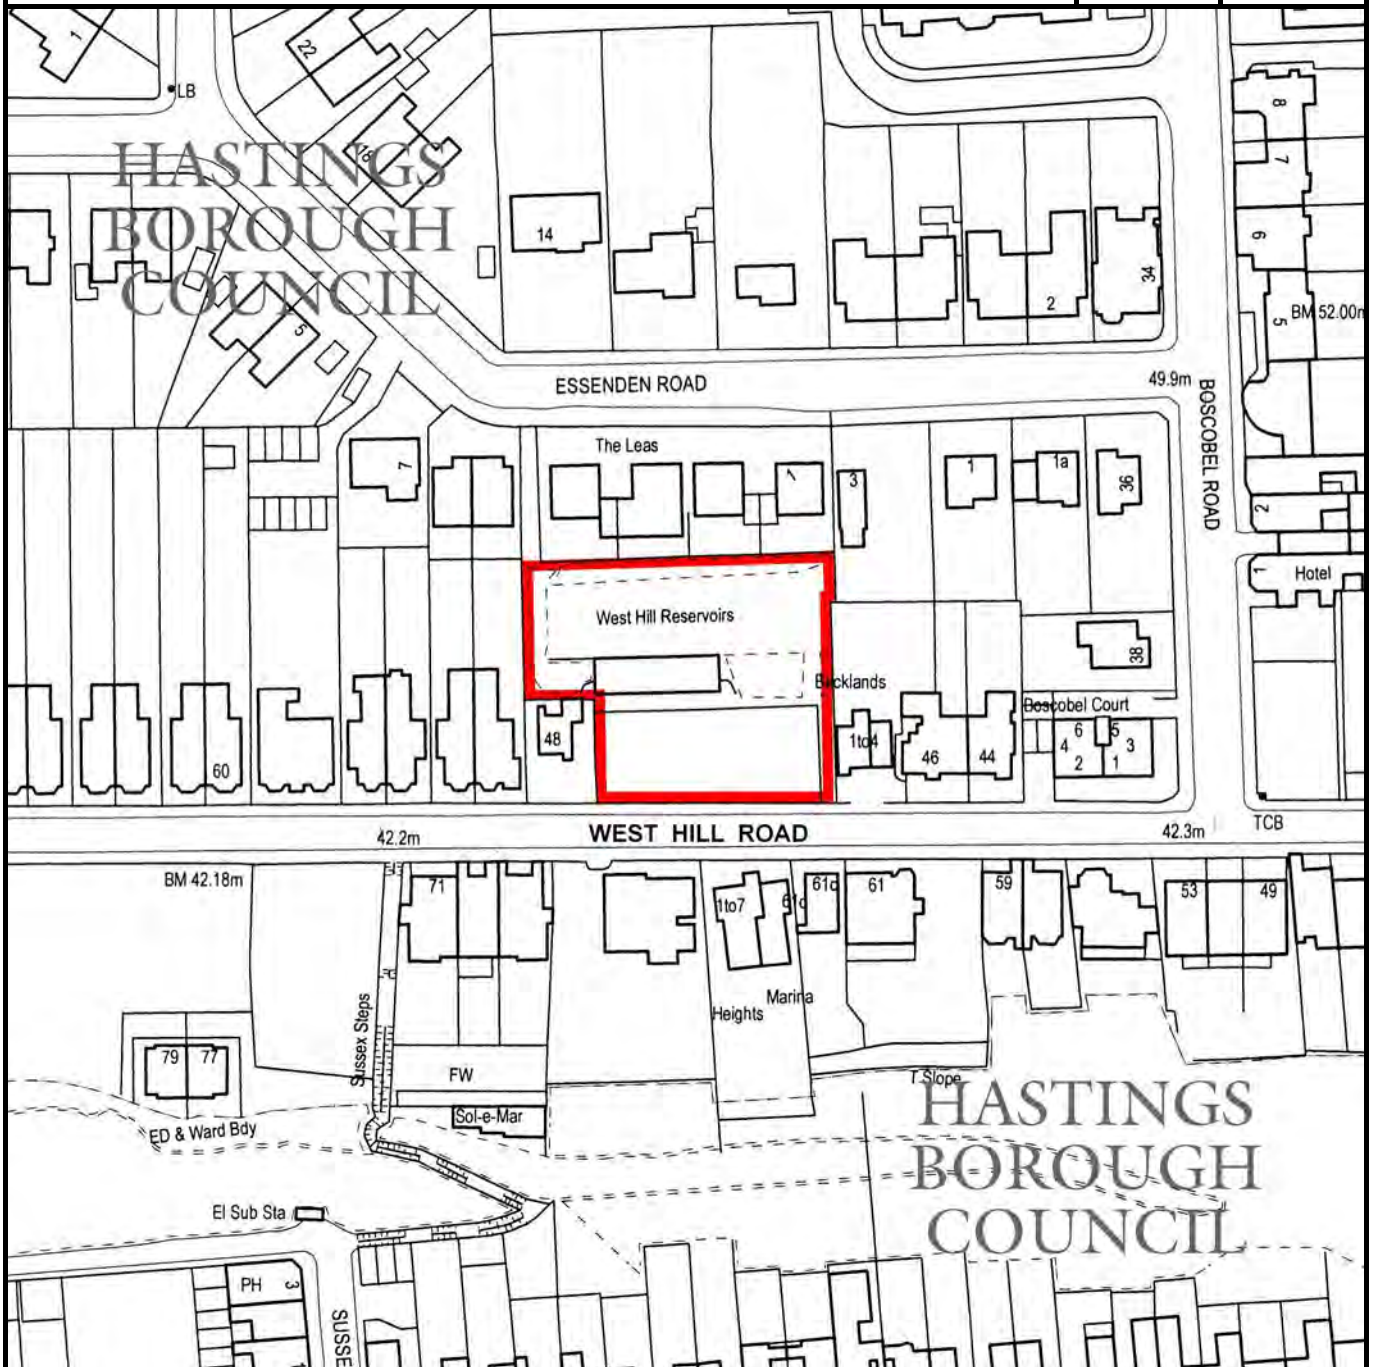 1
22
LB
HASTINGS
BOROUGH
COUNCIL
18
14
5
2
34
8
7
6
5
BM 52.00m
ESSENDEN ROAD
49.9m
BOSCOBEL ROAD
The Leas
7
1
3
1
1a
36
2
1
Hotel
West Hill Reservoirs
38
Bucklands
Boscobel Court
48
60
1to4
46
44
6
5
4
3
2
1
WEST HILL ROAD
42.2m
42.3m
TCB
BM 42.18m
71
1to7
61c
61d
61
59
53
49
Sussex Steps
Marina
Heights
79
77
FW
T Slope
Sol-e-Mar
ED & Ward Bdy
HASTINGS
BOROUGH
COUNCIL
El Sub Sta
PH
3
SUSSE